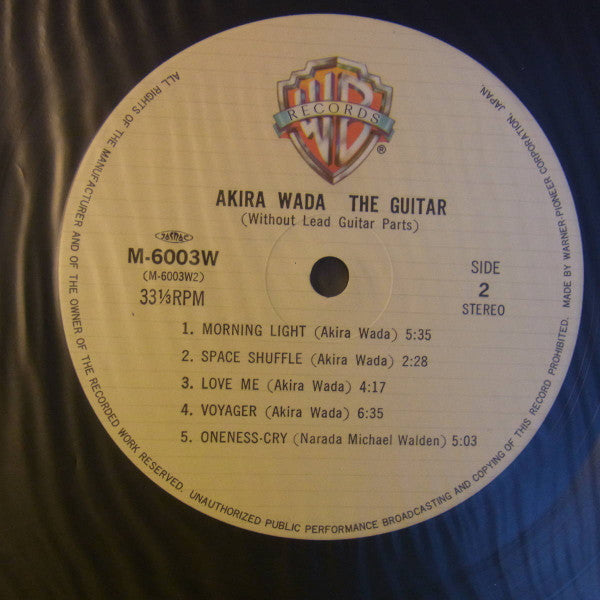 RECORDS
®
AKIRA WADA THE GUITAR
(Without Lead Guitar Parts)
JASRAC
M-6003W
(M-6003W2)
33⅓RPM
SIDE
2
STEREO
1. MORNING LIGHT (Akira Wada) 5:35
2. SPACE SHUFFLE (Akira Wada) 2:28
3. LOVE ME (Akira Wada) 4:17
4. VOYAGER (Akira Wada) 6:35
5. ONENESS-CRY (Narada Michael Walden) 5:03
ALL RIGHTS OF THE MANUFACTURER AND OF THE OWNER OF THE RECORDED WORK RESERVED. UNAUTHORIZED PUBLIC PERFORMANCE BROADCASTING AND COPYING OF THIS RECORD PROHIBITED. MADE BY WARNER-PIONEER CORPORATION, JAPAN.